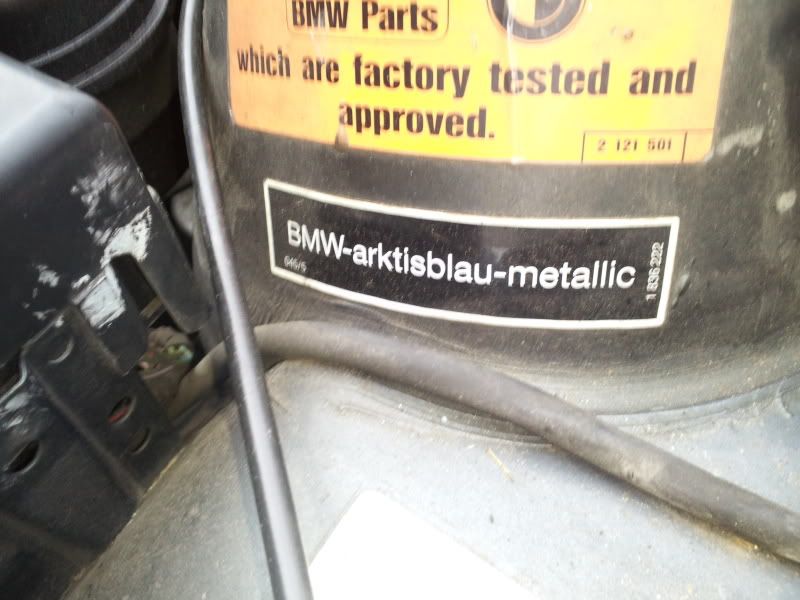 BMW Parts
which are factory tested and
approved.
2 121 501
BMW-arktisblau-metallic
1 836 222